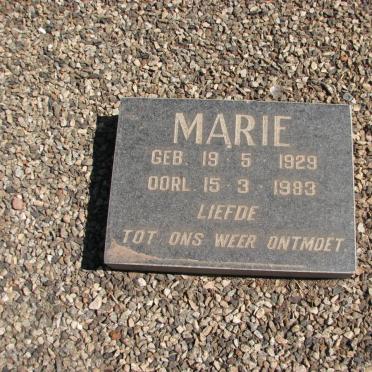 MARIE
GEB. 19 · 5 · 1929
OORL 15 · 3 · 1983
LIEFDE
TOT ONS WEER ONTMOET